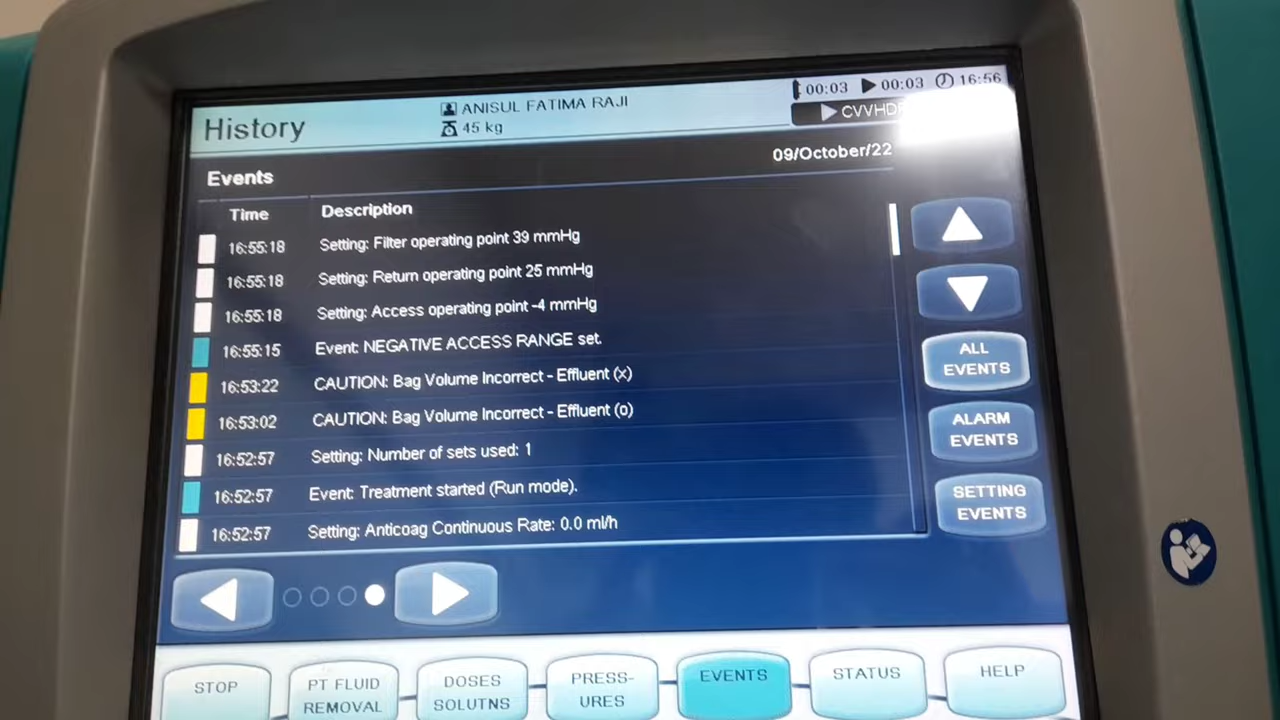 00:03 00:03 16:56
ANISUL FATIMA RAJI
History
45 kg
CVVHD
09/October/22
Events
Time Description
16:55:18 Setting: Filter operating point 39 mmHg
16:55:18 Setting: Return operating point 25 mmHg
16:55:18 Setting: Access operating point -4 mmHg
16:55:15 Event: NEGATIVE ACCESS RANGE set.
16:53:22 CAUTION: Bag Volume Incorrect - Effluent (x)
16:53:02 CAUTION: Bag Volume Incorrect - Effluent (o)
16:52:57 Setting: Number of sets used: 1
16:52:57 Event: Treatment started (Run mode).
16:52:57 Setting: Anticoag Continuous Rate: 0.0 ml/h
ALL
EVENTS
ALARM
EVENTS
SETTING
EVENTS
STOP
PT FLUID
REMOVAL
DOSES
SOLUTNS
PRESS-
URES
EVENTS
STATUS
HELP